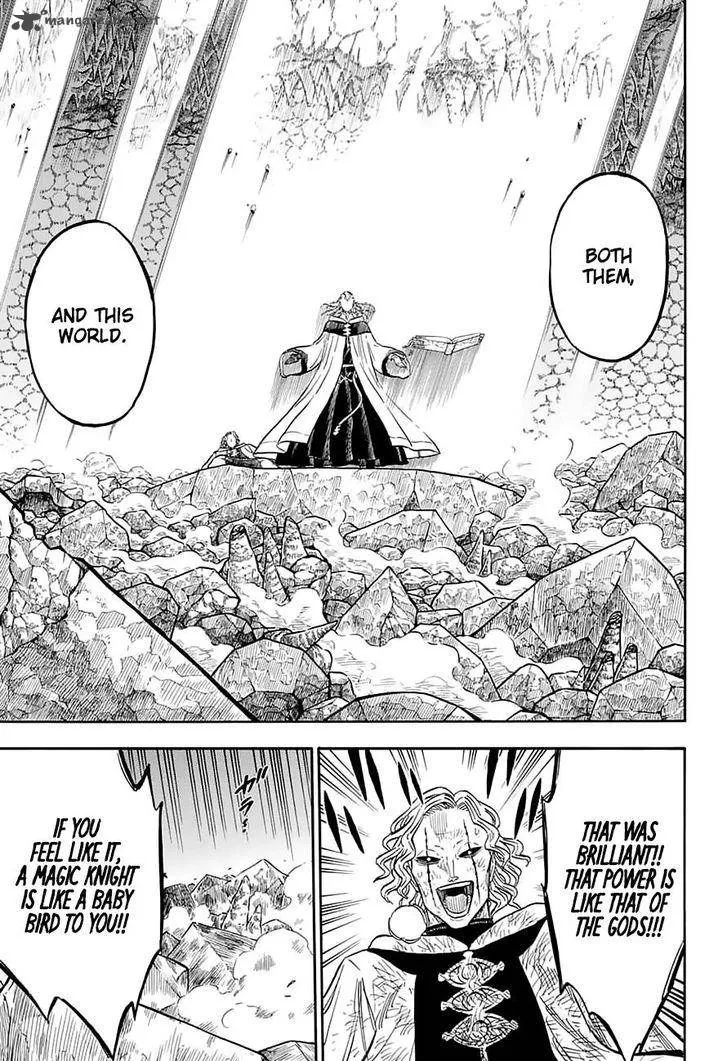 BOTH
THEM,
AND THIS
WORLD.
THAT WAS
BRILLIANT!!
THAT POWER IS
LIKE THAT OF
THE GODS!!!
IF YOU
FEEL LIKE IT,
A MAGIC KNIGHT
IS LIKE A BABY
BIRD TO YOU!!